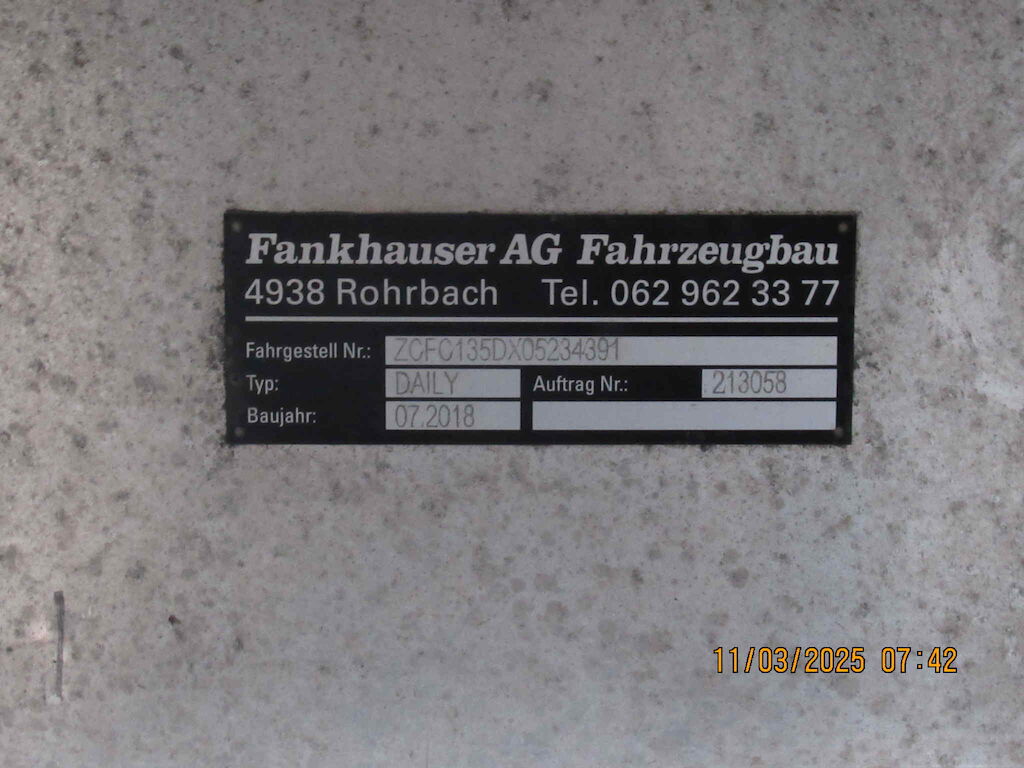 Fankhauser AG Fahrzeugbau
4938 Rohrbach Tel. 062 962 33 77
Fahrgestell Nr.: ZCFC135DX05234391
Typ: DAILY Auftrag Nr.: 213058
Baujahr: 07.2018
11/03/2025 07:42